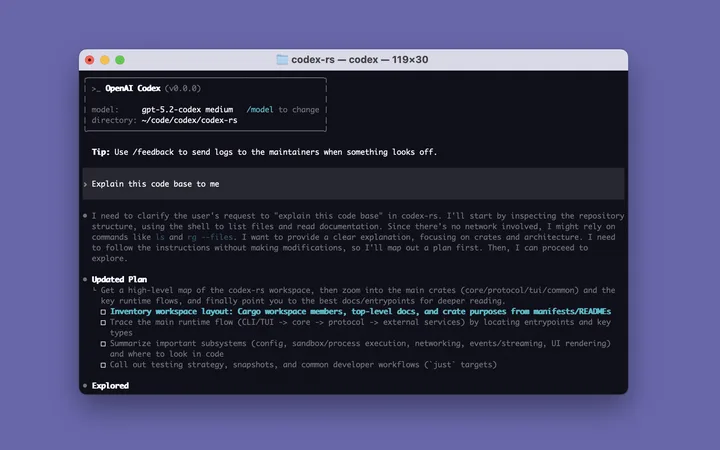 codex-rs — codex — 119×30
>_ OpenAI Codex (v0.0.0)
model: gpt-5.2-codex medium /model to change
directory: ~/code/codex/codex-rs
Tip: Use /feedback to send logs to the maintainers when something looks off.
› Explain this code base to me
• I need to clarify the user's request to "explain this code base" in codex-rs. I'll start by inspecting the repository
structure, using the shell to list files and read documentation. Since there's no network involved, I might rely on
commands like ls and rg --files. I want to provide a clear explanation, focusing on crates and architecture. I need
to follow the instructions without making modifications, so I'll map out a plan first. Then, I can proceed to
explore.
• Updated Plan
└ Get a high-level map of the codex-rs workspace, then zoom into the main crates (core/protocol/tui/common) and the
key runtime flows, and finally point you to the best docs/entrypoints for deeper reading.
□ Inventory workspace layout: Cargo workspace members, top-level docs, and crate purposes from manifests/READMEs
□ Trace the main runtime flow (CLI/TUI -> core -> protocol -> external services) by locating entrypoints and key
types
□ Summarize important subsystems (config, sandbox/process execution, networking, events/streaming, UI rendering)
and where to look in code
□ Call out testing strategy, snapshots, and common developer workflows (`just` targets)
• Explored